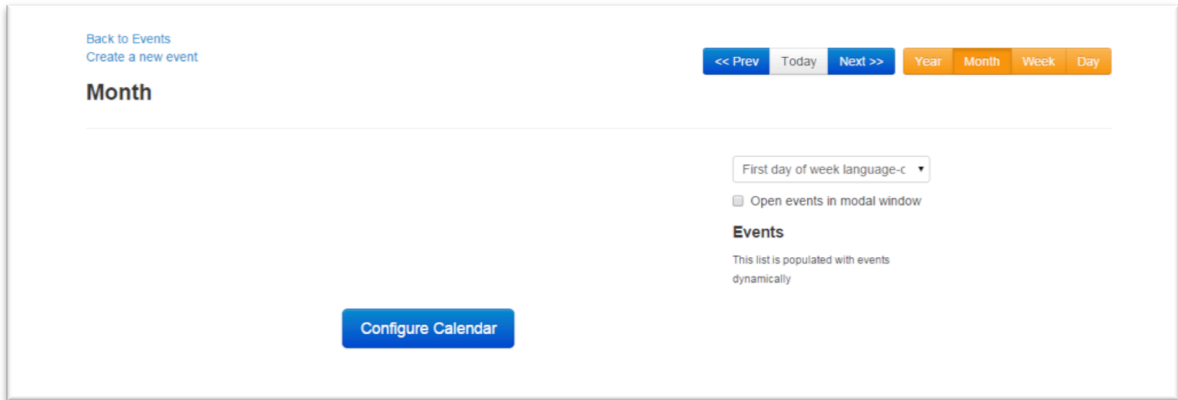 Back to Events
Create a new event
<< Prev Today Next >> Year Month Week Day
Month
First day of week language-c
Open events in modal window
Events
This list is populated with events
dynamically
Configure Calendar